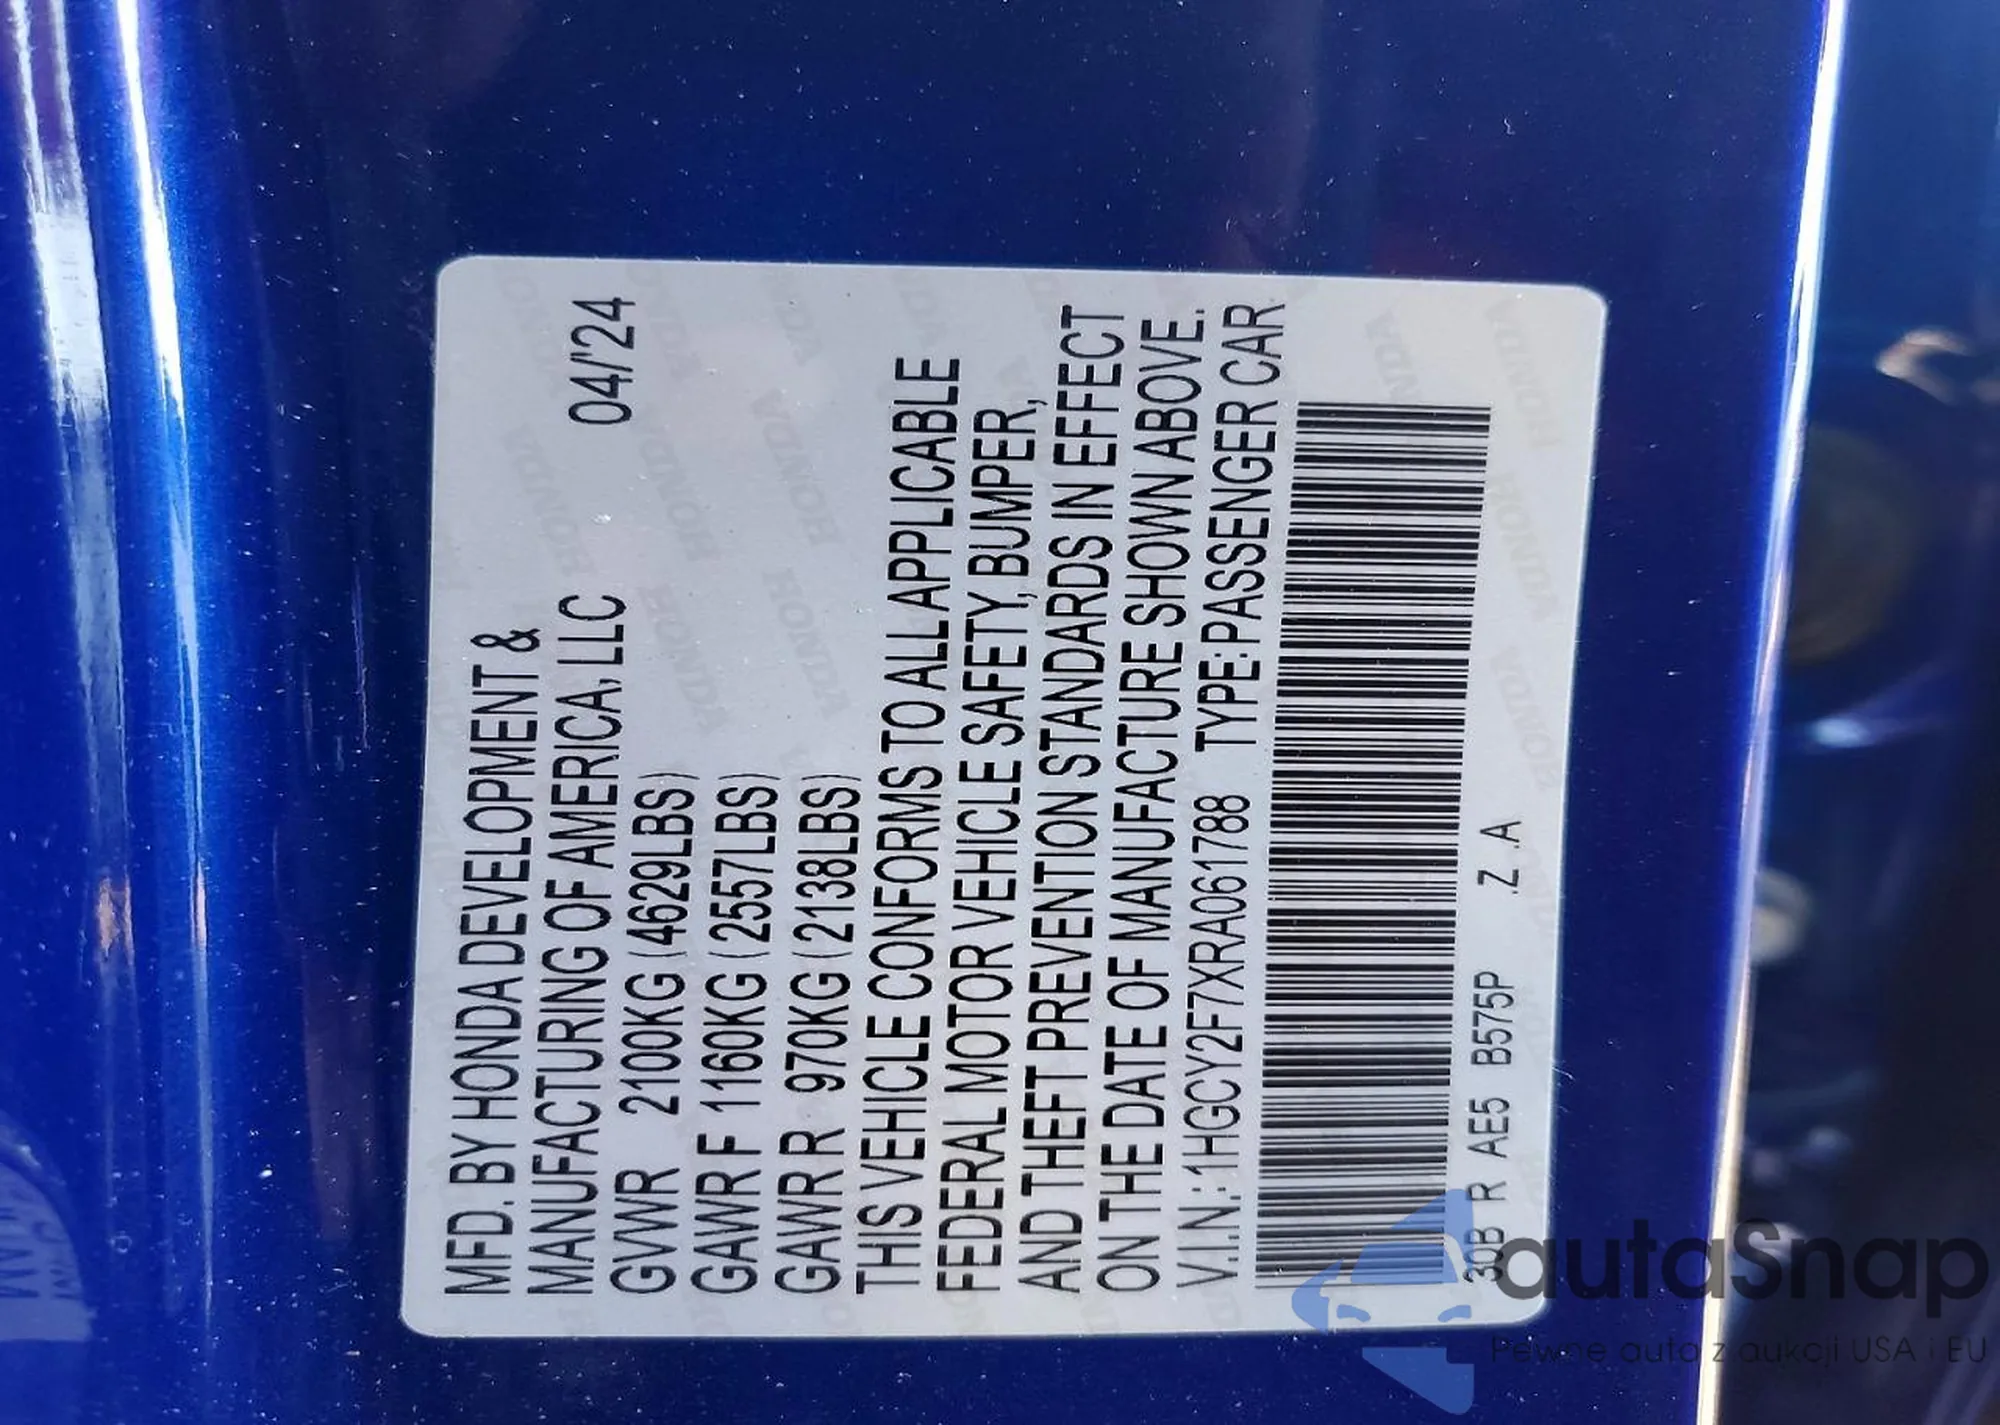 MFD. BY HONDA DEVELOPMENT &
MANUFACTURING OF AMERICA, LLC 04/'24
GVWR 2100KG (4629LBS)
GAWR F 1160KG (2557LBS)
GAWR R 970KG (2138LBS)
THIS VEHICLE CONFORMS TO ALL APPLICABLE
FEDERAL MOTOR VEHICLE SAFETY, BUMPER,
AND THEFT PREVENTION STANDARDS IN EFFECT
ON THE DATE OF MANUFACTURE SHOWN ABOVE.
V.I.N.: 1HGCY2F7XRA061788 TYPE: PASSENGER CAR
30B R AE5 B575P .Z .A
autaSnap
Pewne auto z aukcji USA i EU